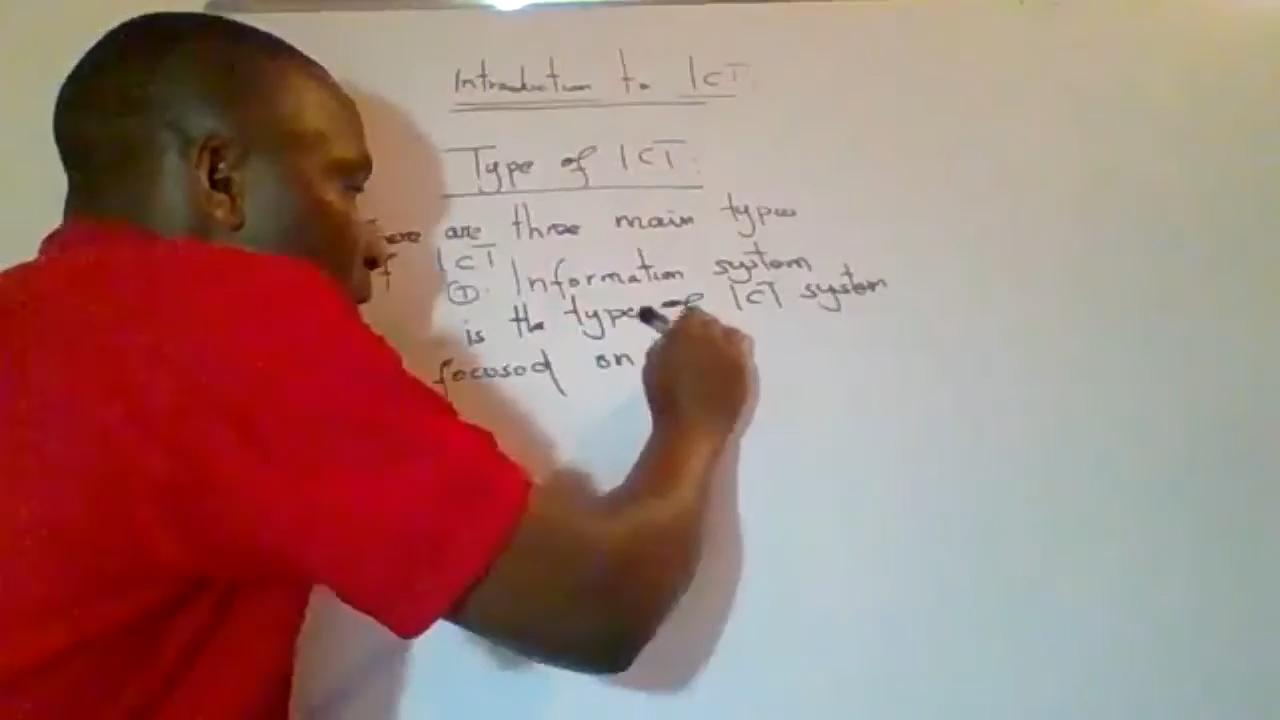 Introduction to ICT.
Type of ICT.
are three main types
ICT
①. Information system
is the type of ICT system
focused on